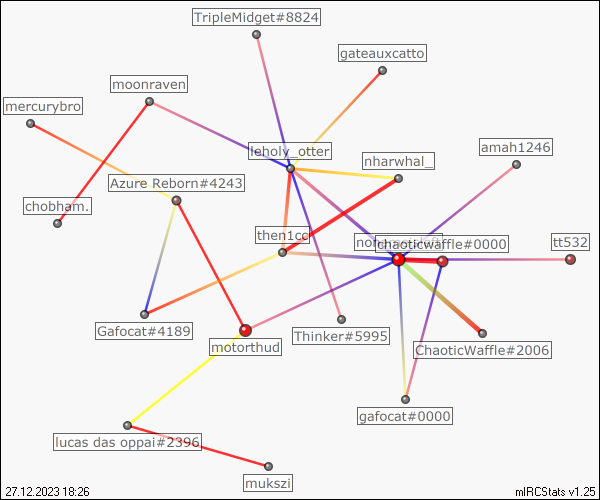 TripleMidget#8824
gateauxcatto
moonraven
mercurybro
leholy_otter
amah1246
nharwhal_
Azure Reborn#4243
chobham.
then1cc
chaoticwaffle#0000
tt532
Gafocat#4189
Thinker#5995
motorthud
ChaoticWaffle#2006
gafocat#0000
lucas das oppai#2396
mukszi
27.12.2023 18:26
mIRCStats v1.25